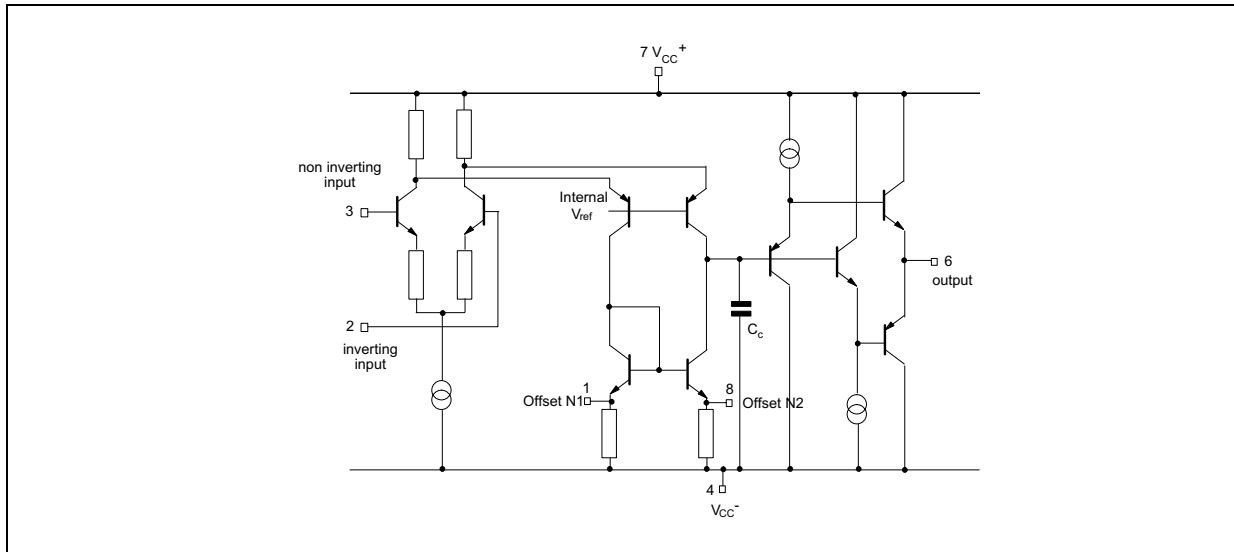 7 VCC+
non inverting
input
3
Internal
Vref
6
output
2
inverting
input
Cc
1
Offset N1
8
Offset N2
4
VCC-